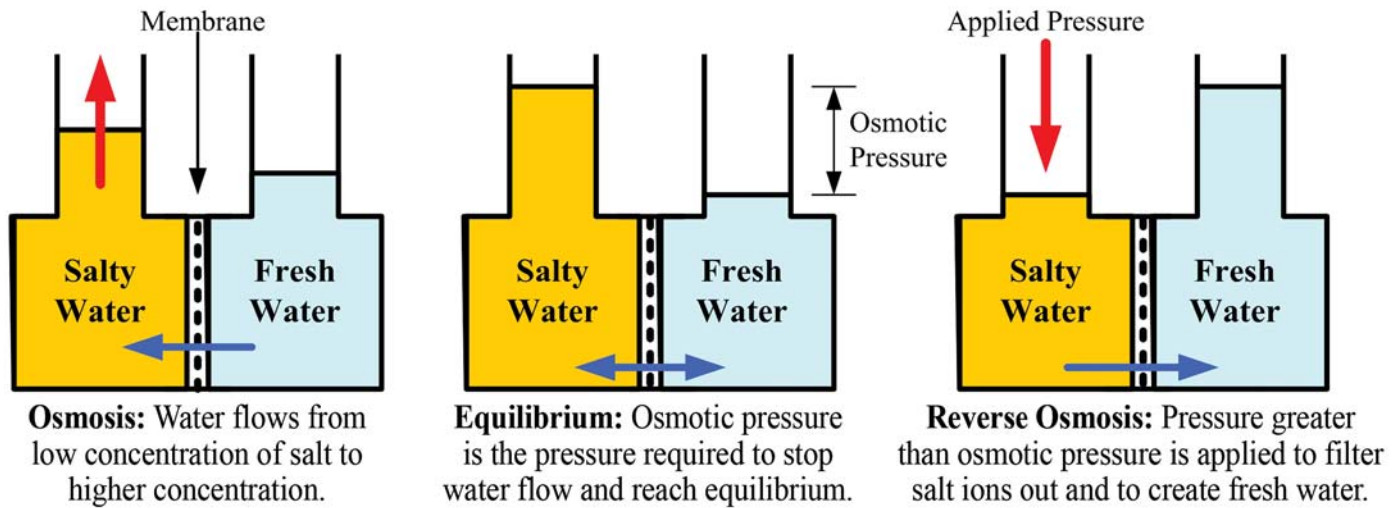 Membrane
Applied Pressure
Osmotic
Pressure
Salty
Water
Fresh
Water
Salty
Water
Fresh
Water
Salty
Water
Fresh
Water
Osmosis: Water flows from
low concentration of salt to
higher concentration.
Equilibrium: Osmotic pressure
is the pressure required to stop
water flow and reach equilibrium.
Reverse Osmosis: Pressure greater
than osmotic pressure is applied to filter
salt ions out and to create fresh water.